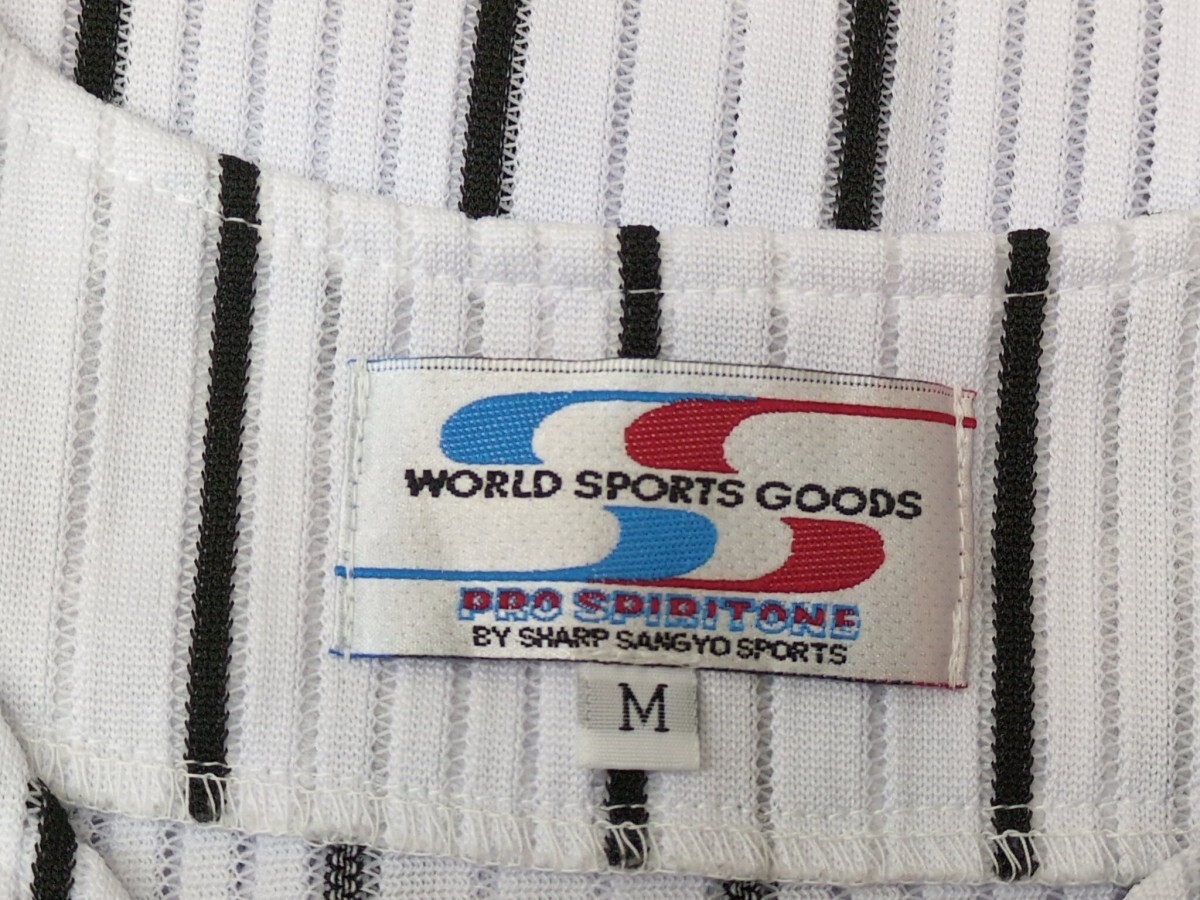 WORLD SPORTS GOODS
PRO SPIRITONE
BY SHARP SANGYO SPORTS
M